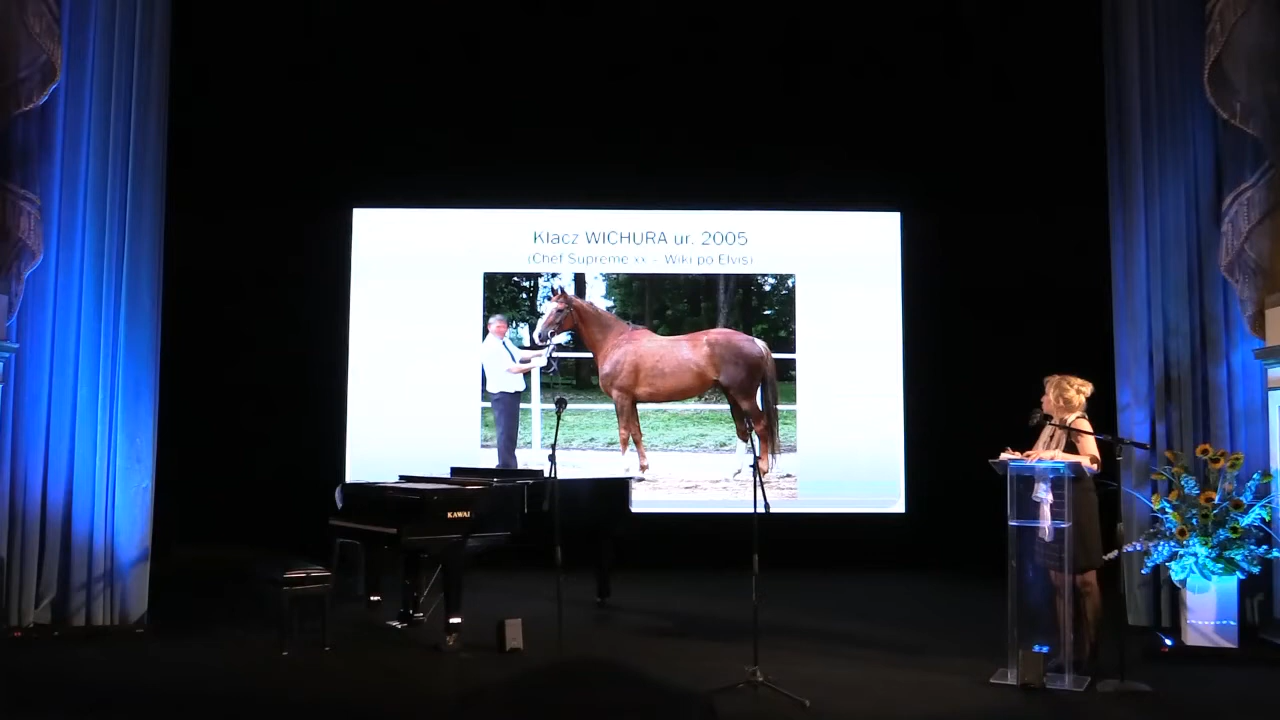 Klacz WICHURA ur. 2005
(Chef Supreme xx - Wiki po Elvis)
KAWAI